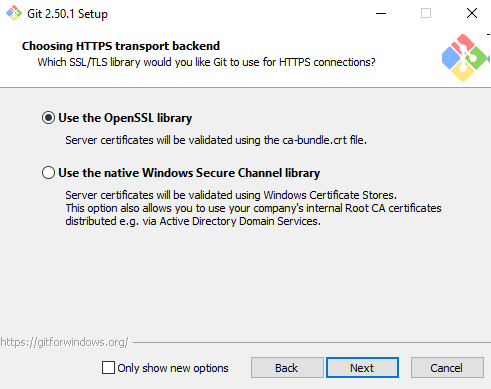 Git 2.50.1 Setup
Choosing HTTPS transport backend
Which SSL/TLS library would you like Git to use for HTTPS connections?
Use the OpenSSL library
Server certificates will be validated using the ca-bundle.crt file.
Use the native Windows Secure Channel library
Server certificates will be validated using Windows Certificate Stores.
This option also allows you to use your company's internal Root CA certificates
distributed e.g. via Active Directory Domain Services.
https://gitforwindows.org/
Only show new options
Back
Next
Cancel